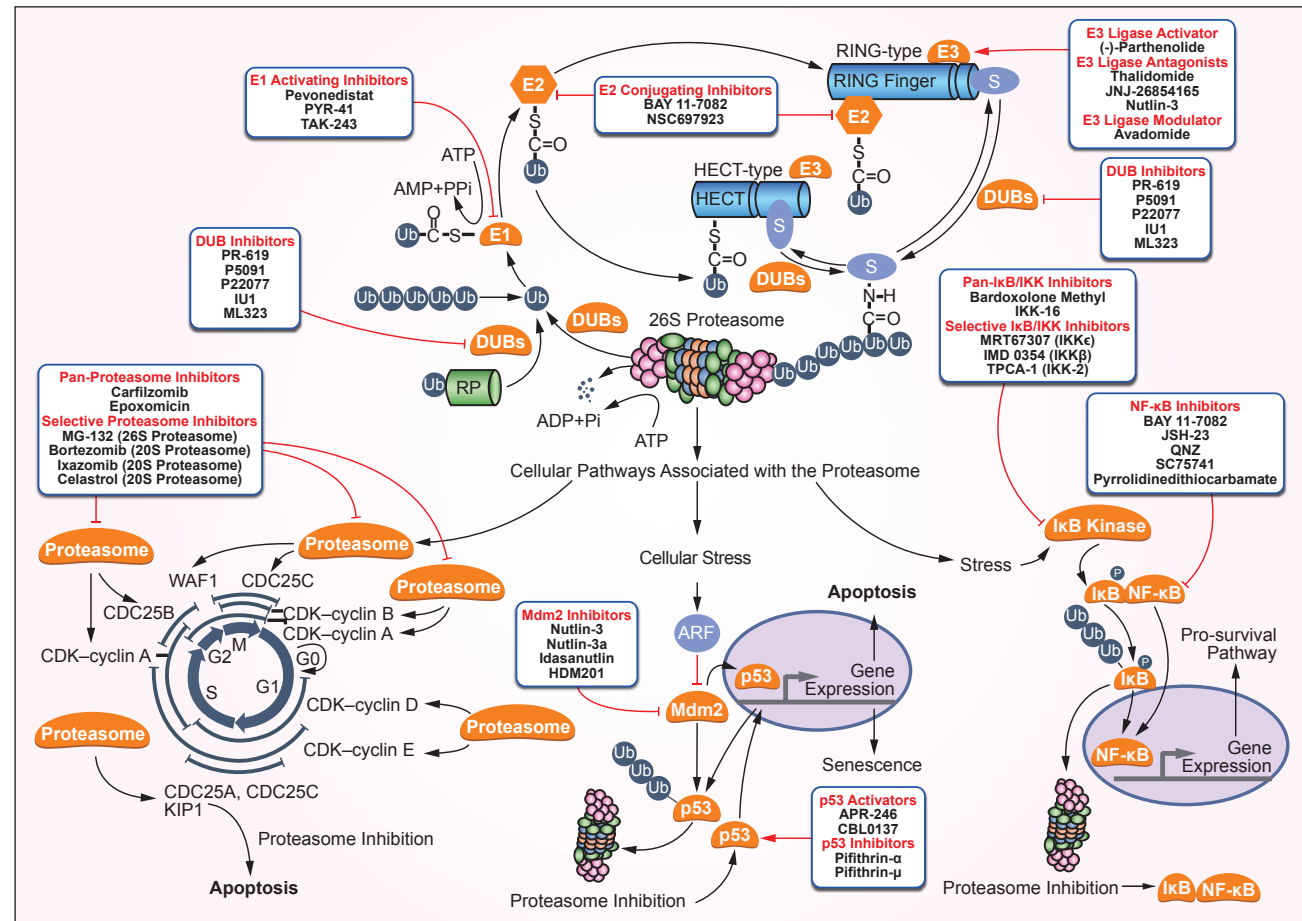 E1 Activating Inhibitors
Pevonedistat
PYR-41
TAK-243
E2
S
C=O
Ub
E2 Conjugating Inhibitors
BAY 11-7082
NSC697923
RING-type
E3
RING Finger
S
E2
S
C=O
Ub
E3 Ligase Activator
(-)-Parthenolide
E3 Ligase Antagonists
Thalidomide
JNJ-26854165
Nutlin-3
E3 Ligase Modulator
Avadomide
ATP
AMP+PPi
O
Ub
C
S
E1
HECT-type
E3
HECT
S
S
C=O
Ub
DUBs
DUBs
DUB Inhibitors
PR-619
P5091
P22077
IU1
ML323
DUB Inhibitors
PR-619
P5091
P22077
IU1
ML323
Ub Ub Ub Ub Ub
Ub
DUBs
DUBs
Ub
RP
S
N-H
C=O
Ub Ub Ub Ub Ub Ub Ub
26S Proteasome
ADP+Pi
ATP
Pan-IκB/IKK Inhibitors
Bardoxolone Methyl
IKK-16
Selective IκB/IKK Inhibitors
MRT67307 (IKKϵ)
IMD 0354 (IKKβ)
TPCA-1 (IKK-2)
Pan-Proteasome Inhibitors
Carfilzomib
Epoxomicin
Selective Proteasome Inhibitors
MG-132 (26S Proteasome)
Bortezomib (20S Proteasome)
Ixazomib (20S Proteasome)
Celastrol (20S Proteasome)
NF-κB Inhibitors
BAY 11-7082
JSH-23
QNZ
SC75741
Pyrrolidinedithiocarbamate
Cellular Pathways Associated with the Proteasome
Proteasome
Proteasome
Proteasome
WAF1
CDC25C
CDC25B
CDK–cyclin B
CDK–cyclin A
CDK–cyclin A
G0
M
G2
G1
S
CDK–cyclin D
CDK–cyclin E
Proteasome
Proteasome
CDC25A, CDC25C
KIP1
Proteasome Inhibition
Apoptosis
Cellular Stress
ARF
Mdm2 Inhibitors
Nutlin-3
Nutlin-3a
Idasanutlin
HDM201
Mdm2
p53
Apoptosis
Gene
Expression
Senescence
Ub
Ub
Ub
p53
p53
Proteasome Inhibition
p53 Activators
APR-246
CBL0137
p53 Inhibitors
Pifithrin-α
Pifithrin-μ
Stress
IκB Kinase
P
IκB
NF-κB
Ub
Ub
Ub
P
IκB
NF-κB
Pro-survival
Pathway
Gene
Expression
Proteasome Inhibition
IκB
NF-κB